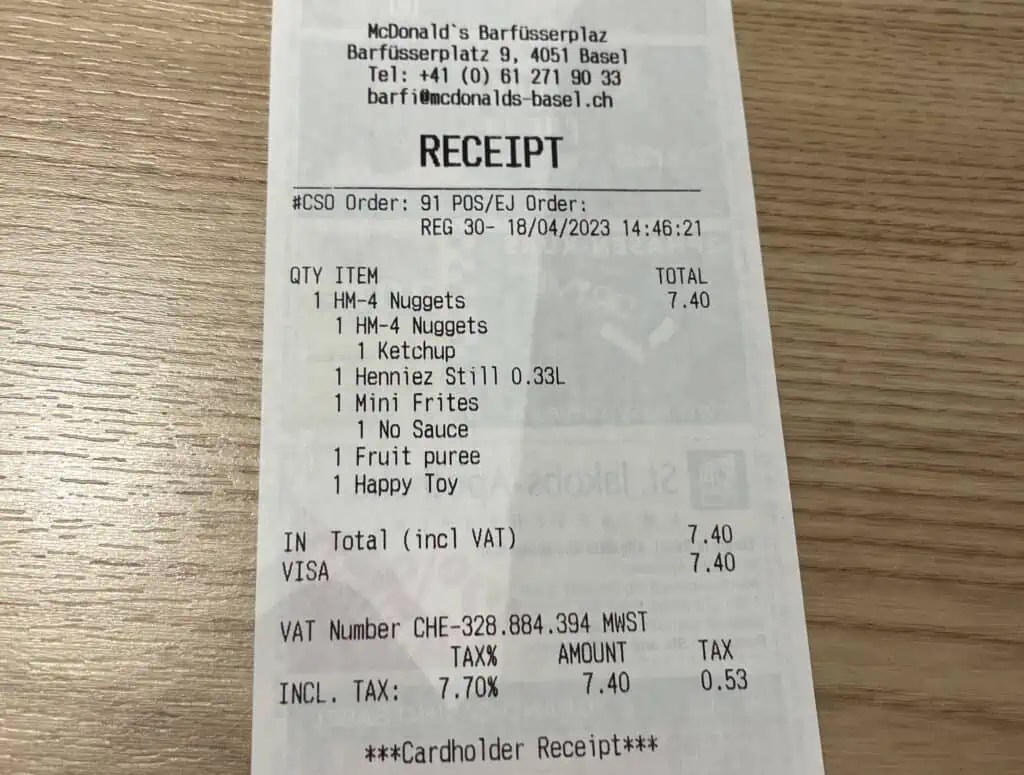 McDonald`s Barfüsserplaz
Barfüsserplatz 9, 4051 Basel
Tel: +41 (0) 61 271 90 33
barfi@mcdonalds-basel.ch
RECEIPT
#CSO Order: 91 POS/EJ Order:
REG 30- 18/04/2023 14:46:21
QTY ITEM TOTAL
1 HM-4 Nuggets 7.40
1 HM-4 Nuggets
1 Ketchup
1 Henniez Still 0.33L
1 Mini Frites
1 No Sauce
1 Fruit puree
1 Happy Toy
IN Total (incl VAT) 7.40
VISA 7.40
VAT Number CHE-328.884.394 MWST
TAX% AMOUNT TAX
INCL. TAX: 7.70% 7.40 0.53
***Cardholder Receipt***